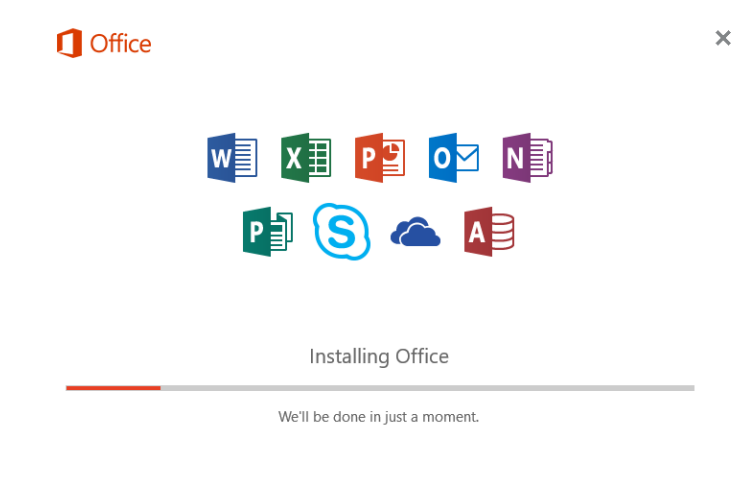 Office
W X P O N
P S A
Installing Office
We'll be done in just a moment.